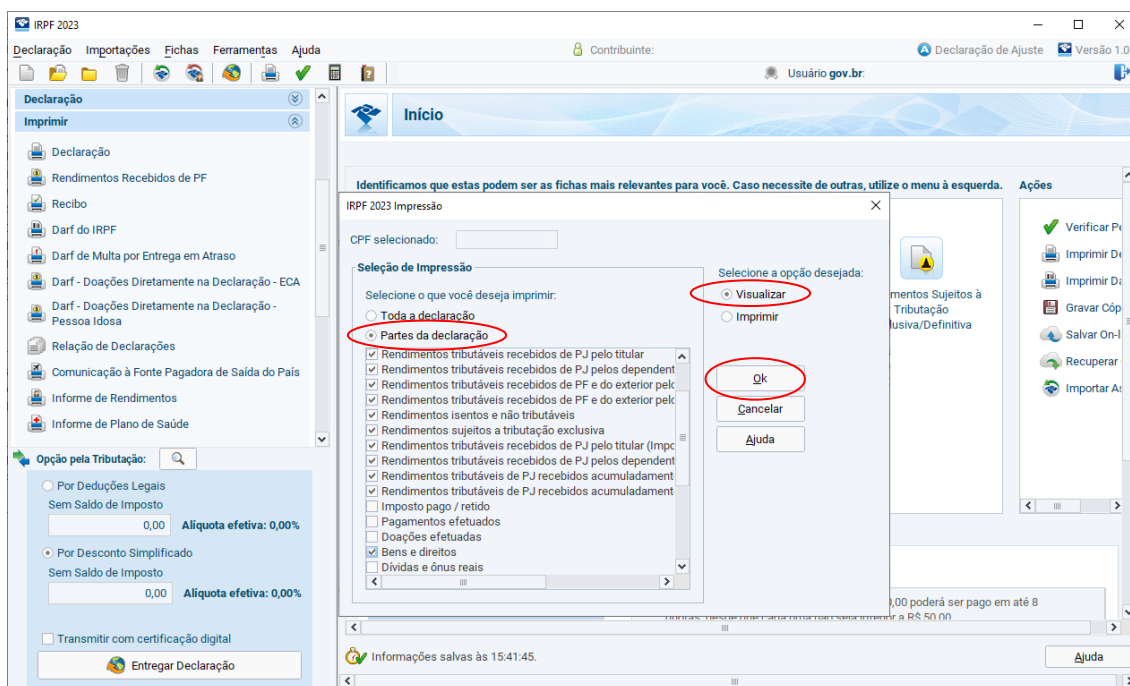 IRPF 2023
Declaração Importações Fichas Ferramentas Ajuda
Contribuinte:
Declaração de Ajuste
Versão 1.0
Usuário gov.br:
Declaração
Imprimir
Declaração
Rendimentos Recebidos de PF
Recibo
Darf do IRPF
Darf de Multa por Entrega em Atraso
Darf - Doações Diretamente na Declaração - ECA
Darf - Doações Diretamente na Declaração -
Pessoa Idosa
Relação de Declarações
Comunicação à Fonte Pagadora de Saída do País
Informe de Rendimentos
Informe de Plano de Saúde
Opção pela Tributação:
Por Deduções Legais
Sem Saldo de Imposto
0,00 Alíquota efetiva: 0,00%
Por Desconto Simplificado
Sem Saldo de Imposto
0,00 Alíquota efetiva: 0,00%
Transmitir com certificação digital
Entregar Declaração
Início
Identificamos que estas podem ser as fichas mais relevantes para você. Caso necessite de outras, utilize o menu à esquerda.
IRPF 2023 Impressão
CPF selecionado:
Seleção de Impressão
Selecione o que você deseja imprimir:
Toda a declaração
Partes da declaração
Rendimentos tributáveis recebidos de PJ pelo titular
Rendimentos tributáveis recebidos de PJ pelos dependent
Rendimentos tributáveis recebidos de PF e do exterior pelo
Rendimentos tributáveis recebidos de PF e do exterior pelo
Rendimentos isentos e não tributáveis
Rendimentos sujeitos a tributação exclusiva
Rendimentos tributáveis recebidos de PJ pelo titular (Impo
Rendimentos tributáveis recebidos de PJ pelos dependent
Rendimentos tributáveis de PJ recebidos acumuladament
Rendimentos tributáveis de PJ recebidos acumuladament
Imposto pago / retido
Pagamentos efetuados
Doações efetuadas
Bens e direitos
Dívidas e ônus reais
Selecione a opção desejada:
Visualizar
Imprimir
Ok
Cancelar
Ajuda
mentos Sujeitos à
Tributação
lusiva/Definitiva
Ações
Verificar Pe
Imprimir De
Imprimir Da
Gravar Cóp
Salvar On-l
Recuperar
Importar As
,00 poderá ser pago em até 8
quotas, desde que cada uma não seja inferior a R$ 50,00
Informações salvas às 15:41:45.
Ajuda